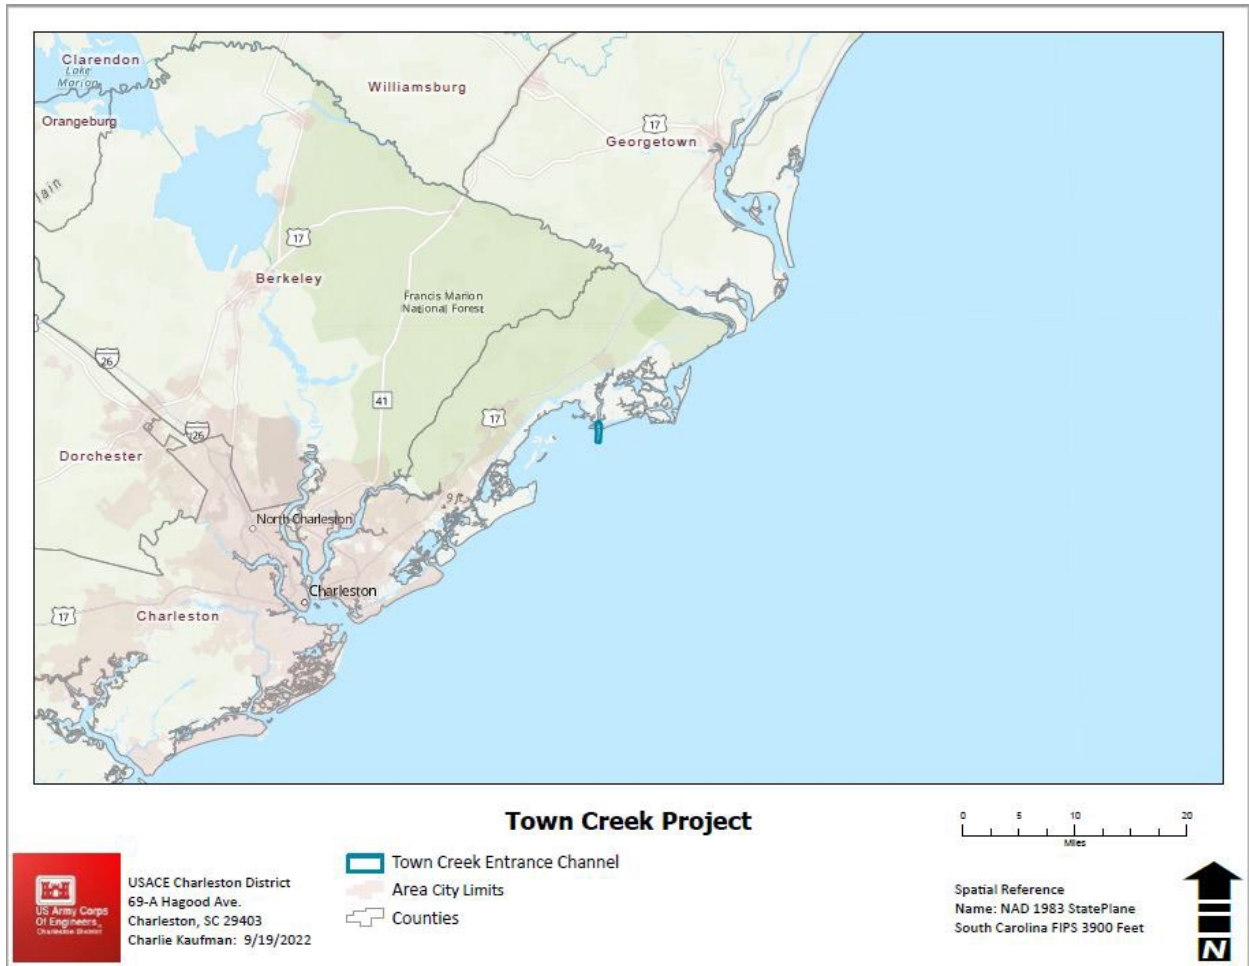 Clarendon
Lake
Marion
Williamsburg
Orangeburg
17
Georgetown
lain
17
Berkeley
Francis Marion
National Forest
26
41
17
26
Dorchester
9 ft
North Charleston
Charleston
17
Charleston
Town Creek Project
0 5 10 20
Miles
Town Creek Entrance Channel
Area City Limits
Counties
US Army Corps
Of Engineers
Charleston District
USACE Charleston District
69-A Hagood Ave.
Charleston, SC 29403
Charlie Kaufman: 9/19/2022
Spatial Reference
Name: NAD 1983 StatePlane
South Carolina FIPS 3900 Feet
N